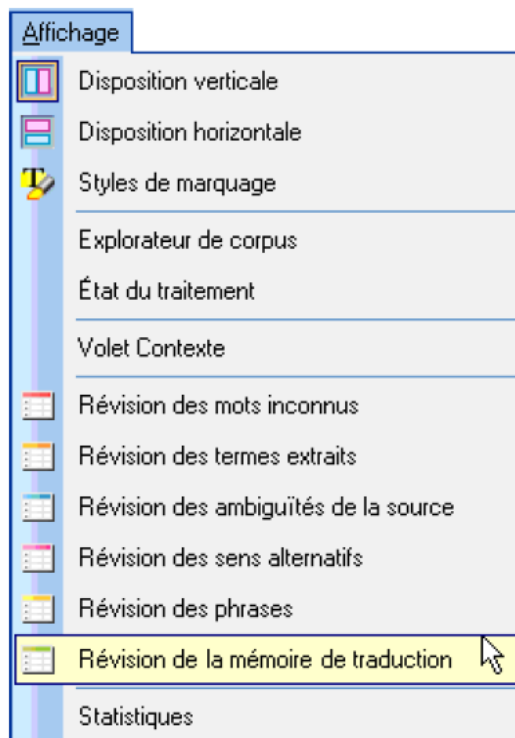 Affichage
Disposition verticale
Disposition horizontale
Styles de marquage
Explorateur de corpus
État du traitement
Volet Contexte
Révision des mots inconnus
Révision des termes extraits
Révision des ambiguïtés de la source
Révision des sens alternatifs
Révision des phrases
Révision de la mémoire de traduction
Statistiques